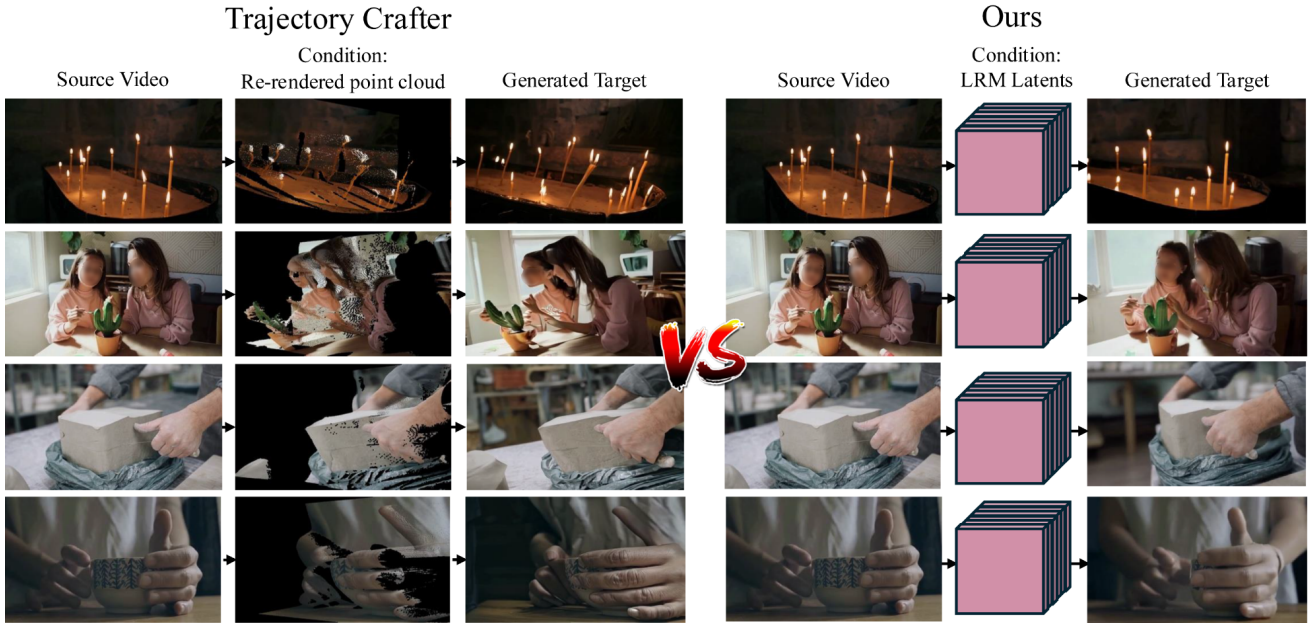 Trajectory Crafter
Ours
Source Video
Condition:
Re-rendered point cloud
Generated Target
Source Video
Condition:
LRM Latents
Generated Target
VS